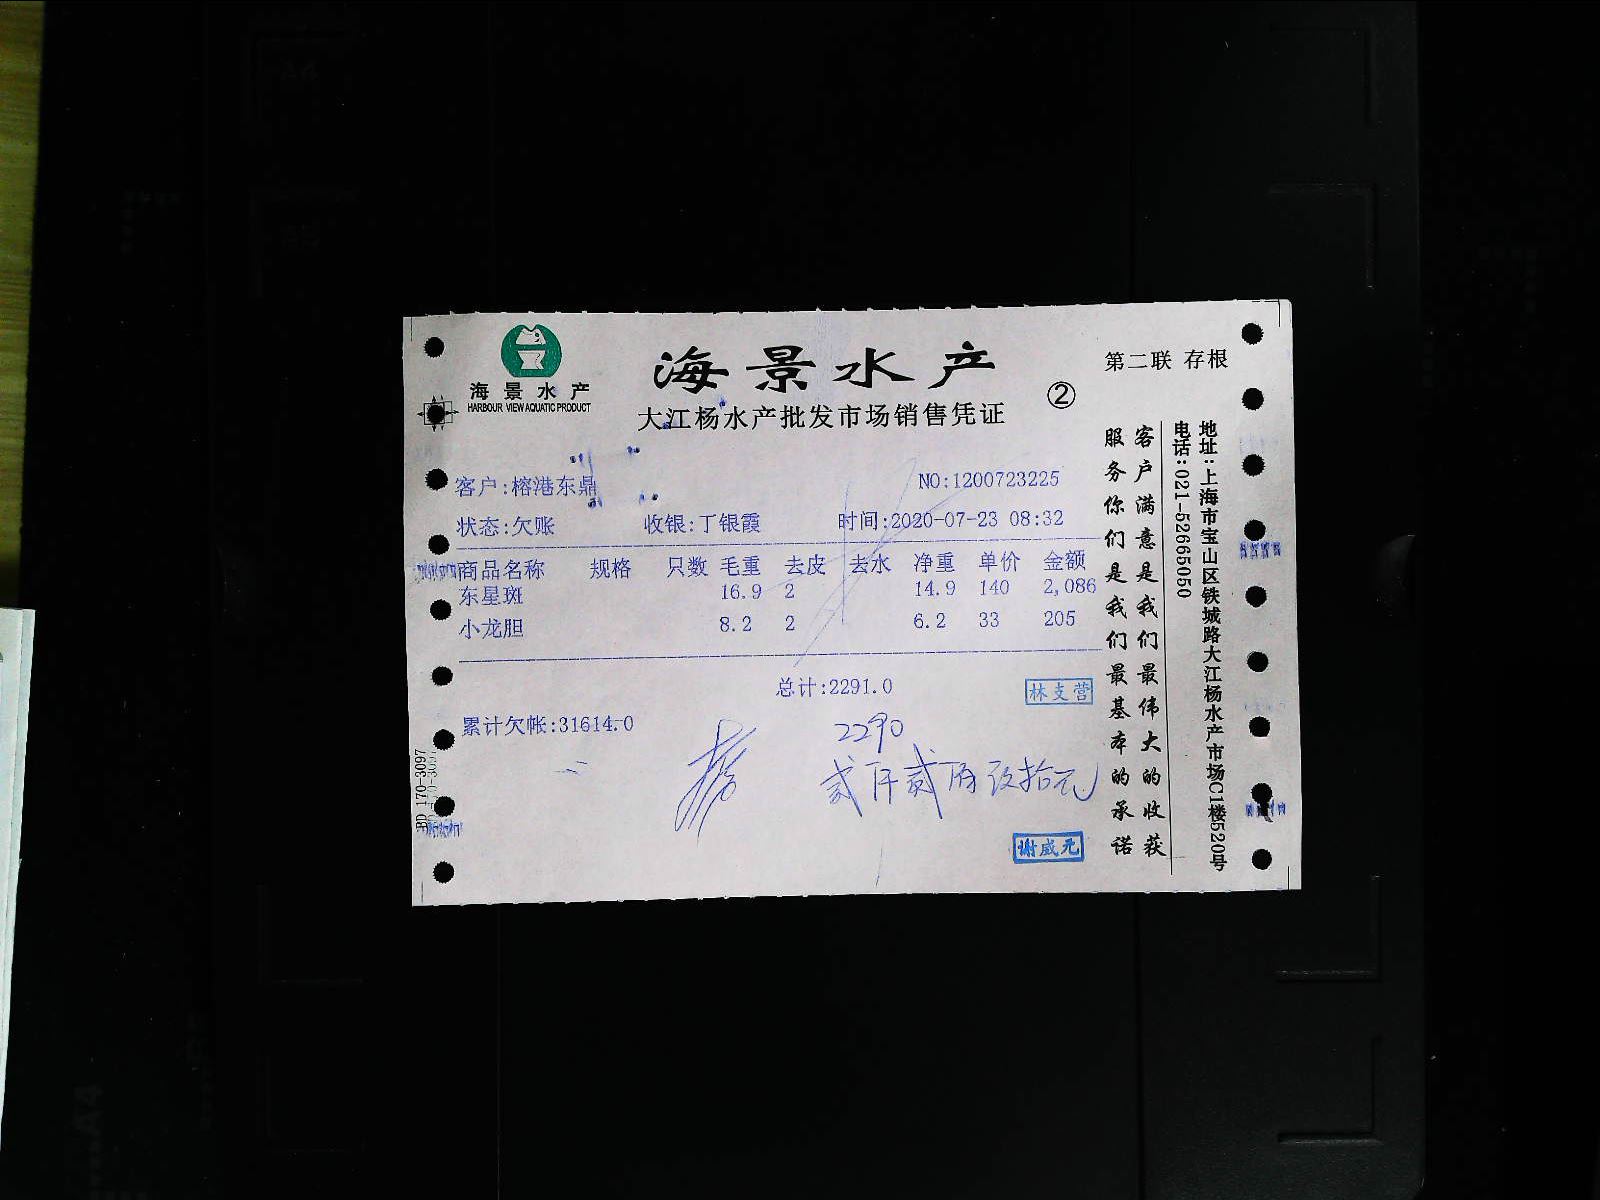 海景水产
HARBOUR VIEW AQUATIC PRODUCT
海景水产
大江杨水产批发市场销售凭证
②
第二联 存根
客户:榕港东鼎
NO:1200723225
状态:欠账 收银:丁银霞 时间:2020-07-23 08:32
商品名称 规格 只数 毛重 去皮 去水 净重 单价 金额
东星斑 16.9 2 14.9 140 2,086
小龙胆 8.2 2 6.2 33 205
总计:2291.0
林支营
累计欠帐:31614.0
2290
贰仟贰佰玖拾元
谢威元
客户满意是我们最伟大的收获
服务你们是我们最基本的承诺
地址:上海市宝山区铁城路大江杨水产市场C1楼520号
电话:021-52665050
170-3097